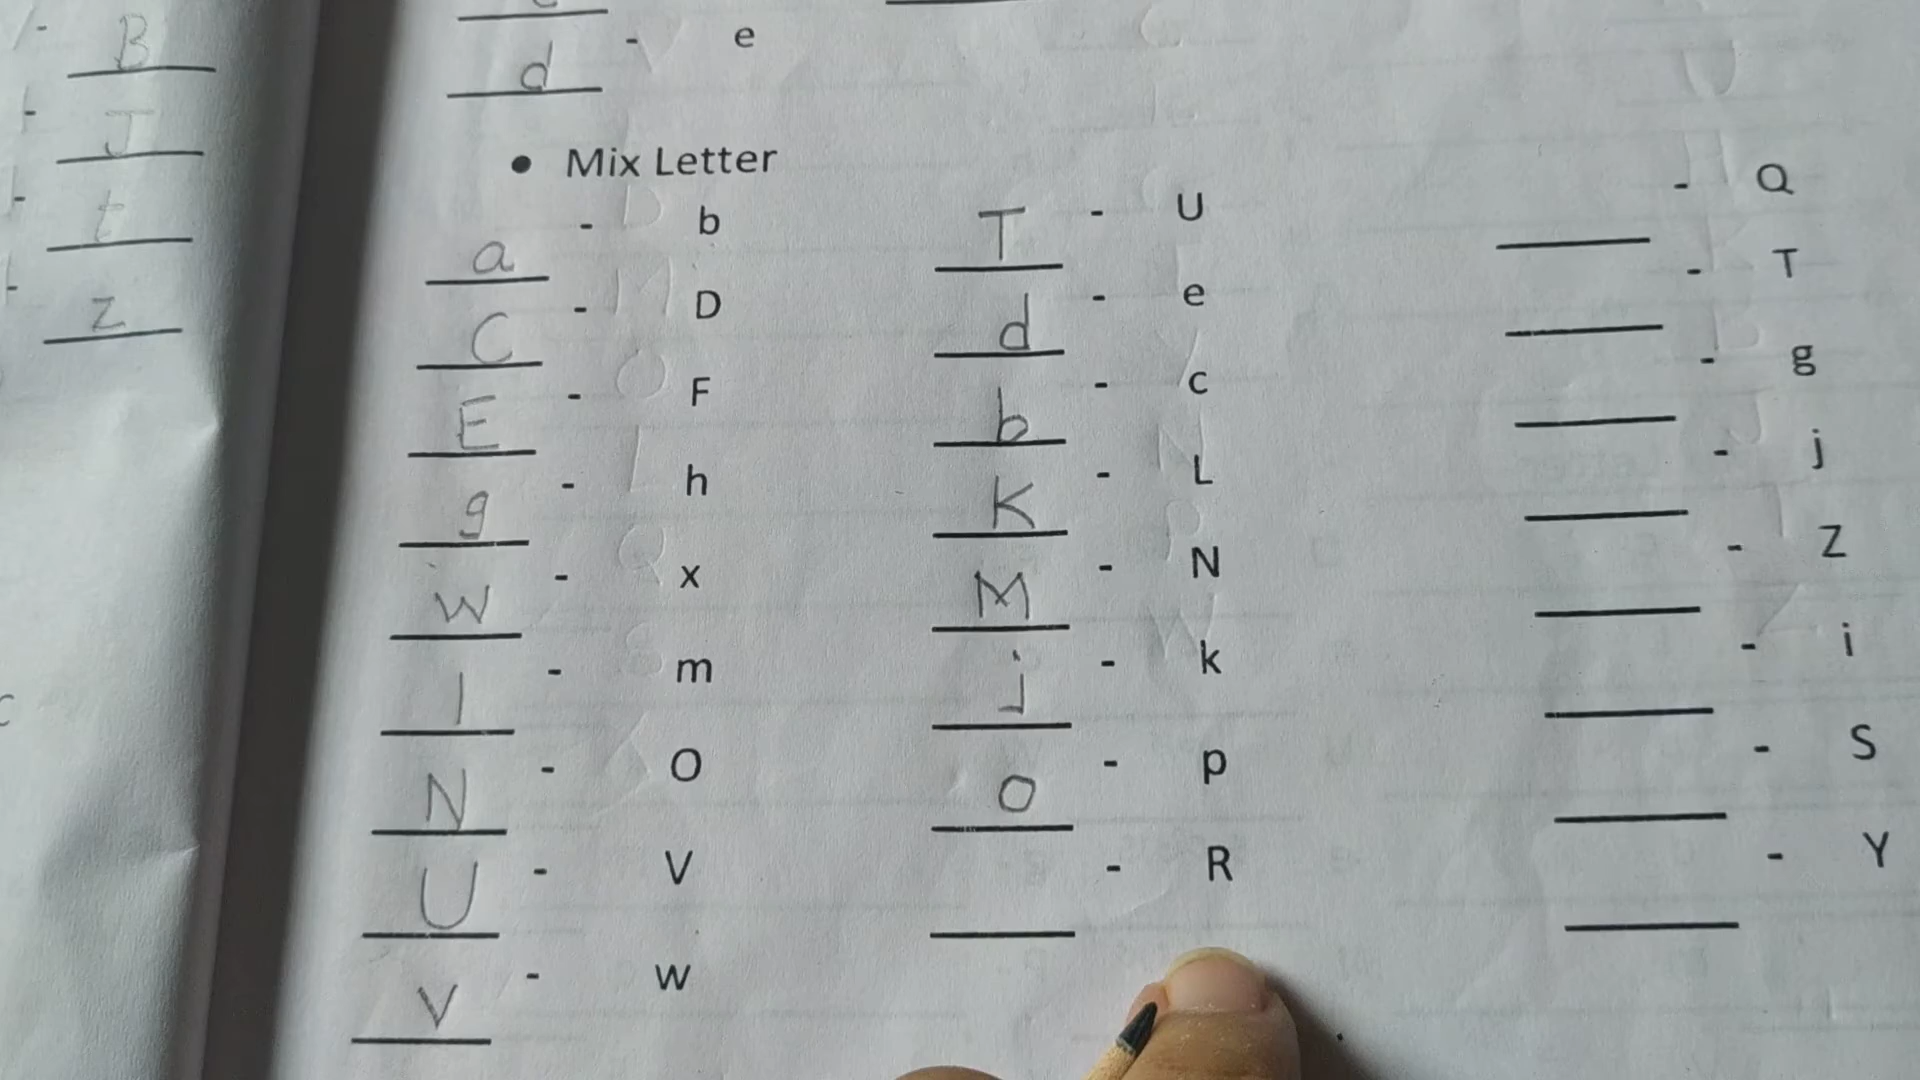 - B
- J
- t
- z
d - e
• Mix Letter
a - b
C - D
E - F
g - h
W - x
l - m
N - O
U - V
V - w
T - U
d - e
b - c
K - L
M - N
j - k
o - p
- R
- Q
- T
- g
- j
- Z
- i
- S
- Y